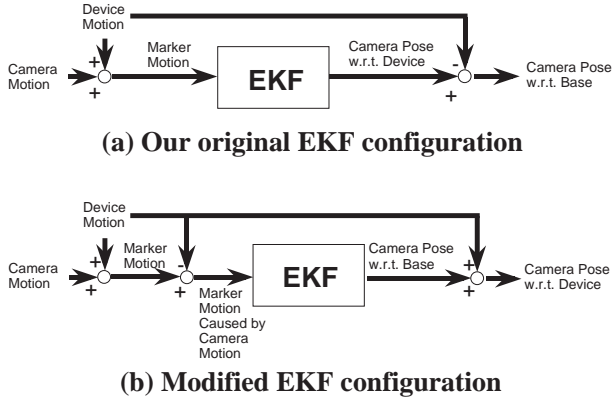 Device
Motion
Marker
Motion
Camera Pose
w.r.t. Device
-
+
Camera
Motion
EKF
Camera Pose
w.r.t. Base
+
+
(a) Our original EKF configuration
Device
Motion
Marker
Motion
Camera Pose
w.r.t. Base
+
-
+
Camera
Motion
EKF
Camera Pose
w.r.t. Device
+
+
+
Marker
Motion
Caused by
Camera
Motion
(b) Modified EKF configuration